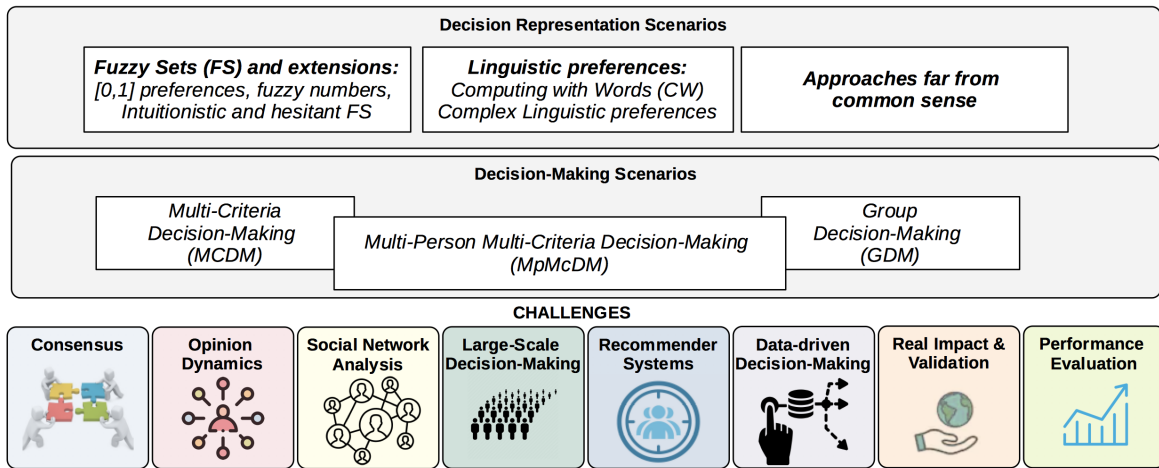 Decision Representation Scenarios
Fuzzy Sets (FS) and extensions:
[0,1] preferences, fuzzy numbers,
Intuitionistic and hesitant FS
Linguistic preferences:
Computing with Words (CW)
Complex Linguistic preferences
Approaches far from
common sense
Decision-Making Scenarios
Multi-Criteria
Decision-Making
(MCDM)
Multi-Person Multi-Criteria Decision-Making
(MpMcDM)
Group
Decision-Making
(GDM)
CHALLENGES
Consensus
Opinion
Dynamics
Social Network
Analysis
Large-Scale
Decision-Making
Recommender
Systems
Data-driven
Decision-Making
Real Impact &
Validation
Performance
Evaluation